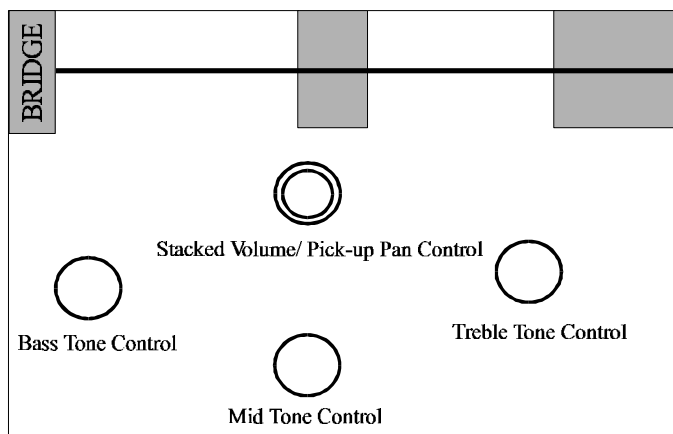 BRIDGE
Stacked Volume/ Pick-up Pan Control
Treble Tone Control
Bass Tone Control
Mid Tone Control